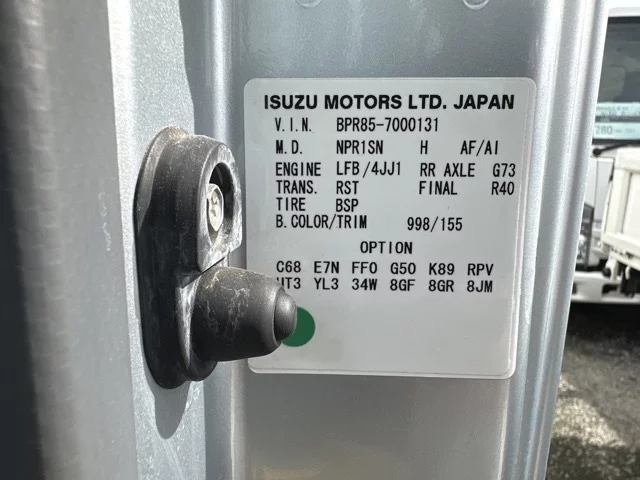 ISUZU MOTORS LTD. JAPAN
V.I.N. BPR85-7000131
M.D. NPR1SN H AF/AI
ENGINE LFB/4JJ1 RR AXLE G73
TRANS. RST FINAL R40
TIRE BSP
B.COLOR/TRIM 998/155
OPTION
C68 E7N FF0 G50 K89 RPV
YL3 34W 8GF 8GR 8JM